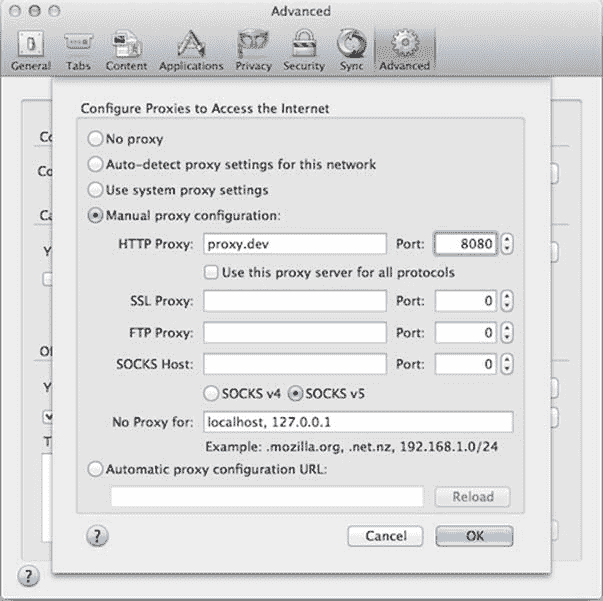 Advanced
General Tabs Content Applications Privacy Security Sync Advanced
Configure Proxies to Access the Internet
No proxy
Auto-detect proxy settings for this network
Use system proxy settings
Manual proxy configuration:
HTTP Proxy: proxy.dev Port: 8080
Use this proxy server for all protocols
SSL Proxy: Port: 0
FTP Proxy: Port: 0
SOCKS Host: Port: 0
SOCKS v4 SOCKS v5
No Proxy for: localhost, 127.0.0.1
Example: .mozilla.org, .net.nz, 192.168.1.0/24
Automatic proxy configuration URL:
Reload
? Cancel OK
?